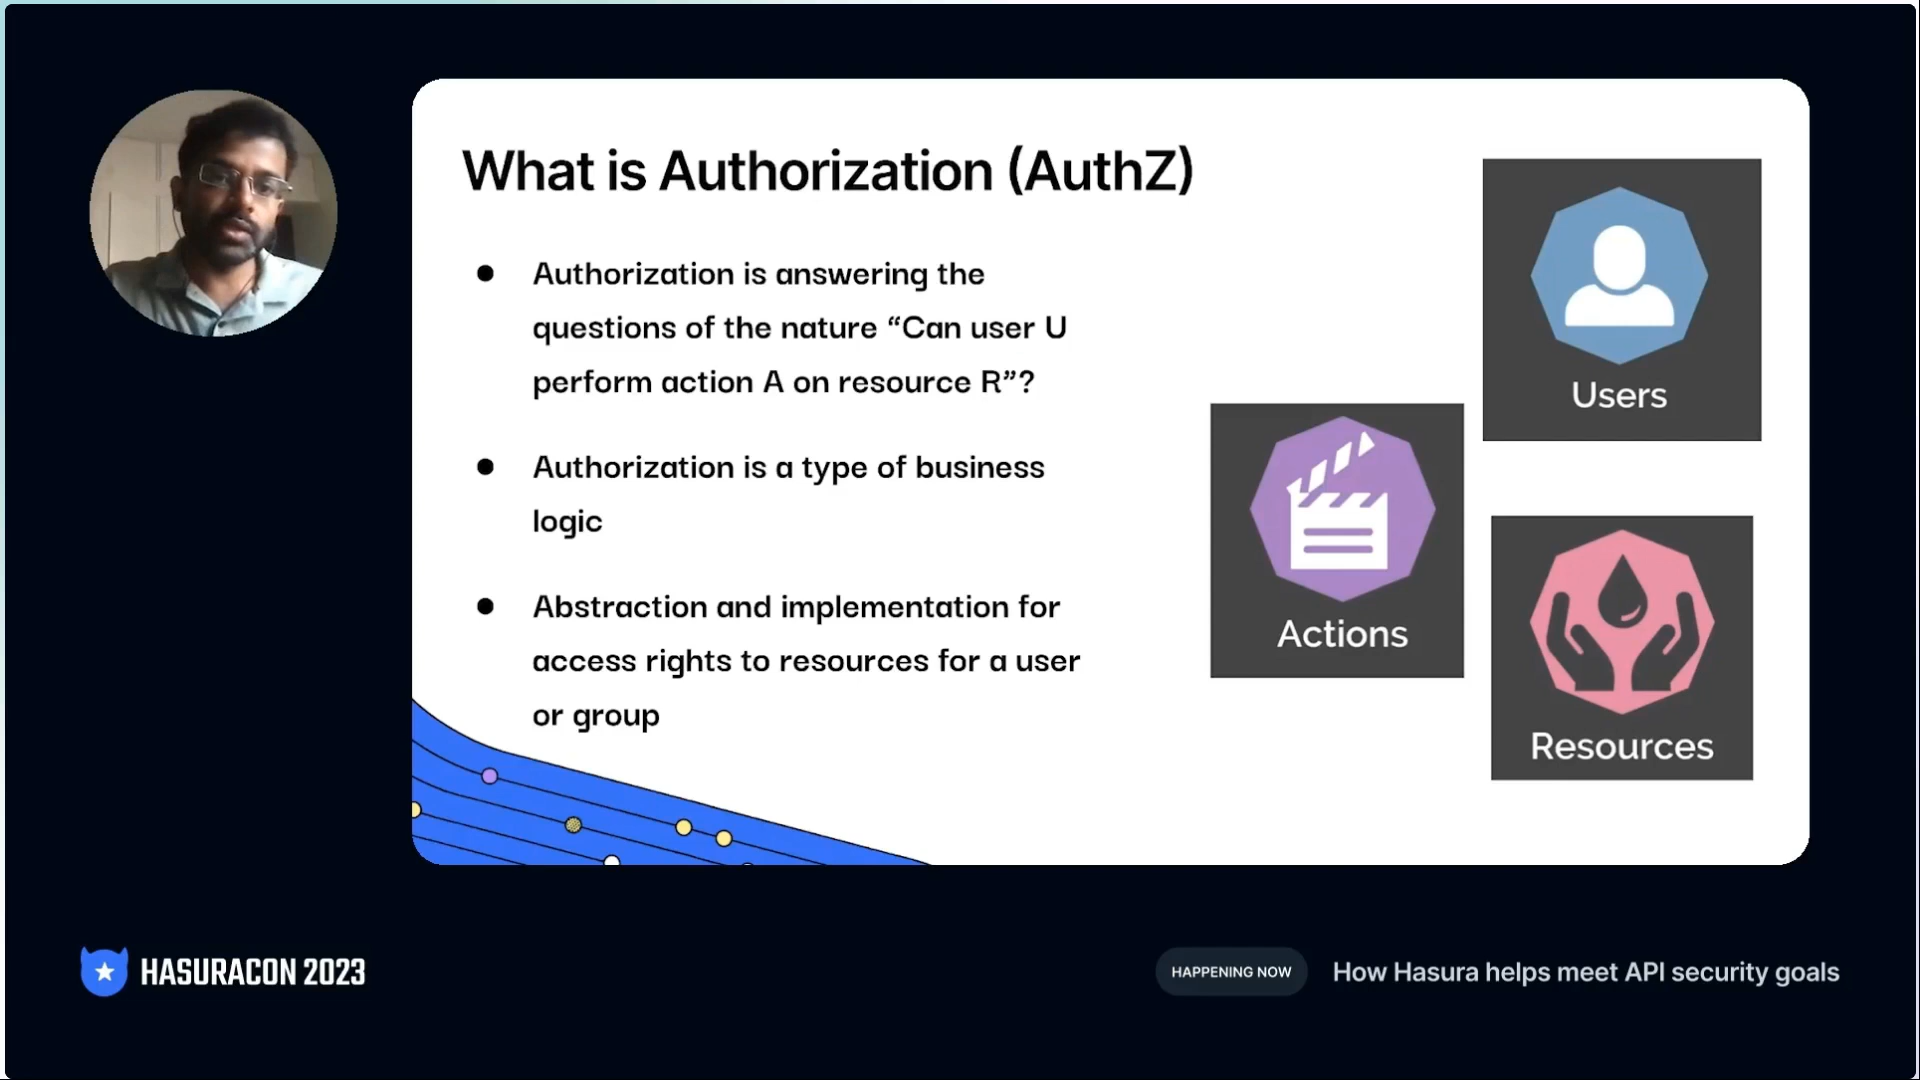 What is Authorization (AuthZ)
● Authorization is answering the
questions of the nature “Can user U
perform action A on resource R”?
● Authorization is a type of business
logic
● Abstraction and implementation for
access rights to resources for a user
or group
Users
Actions
Resources
HASURACON 2023
HAPPENING NOW
How Hasura helps meet API security goals